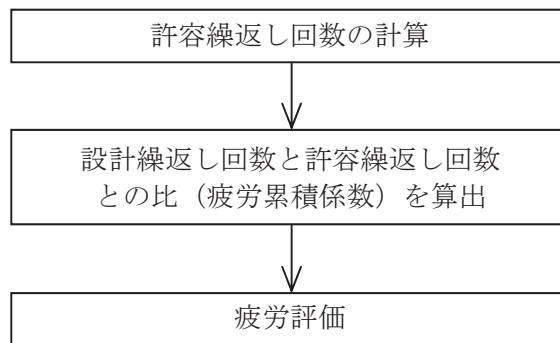 許容繰返し回数の計算
設計繰返し回数と許容繰返し回数
との比（疲労累積係数）を算出
疲労評価